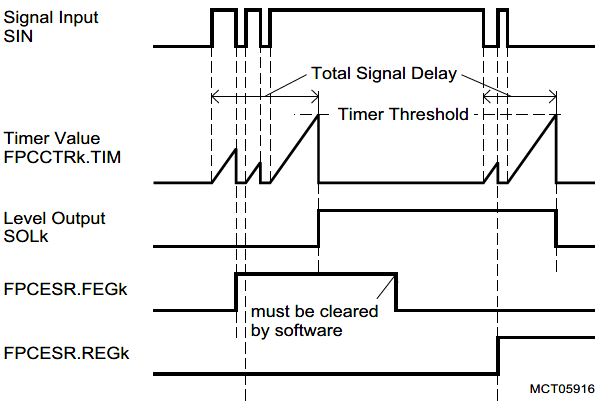 Signal Input
SIN
Total Signal Delay
Timer Threshold
Timer Value
FPCCTRk.TIM
Level Output
SOLk
FPCESR.FEGk
must be cleared
by software
FPCESR.REGk
MCT05916